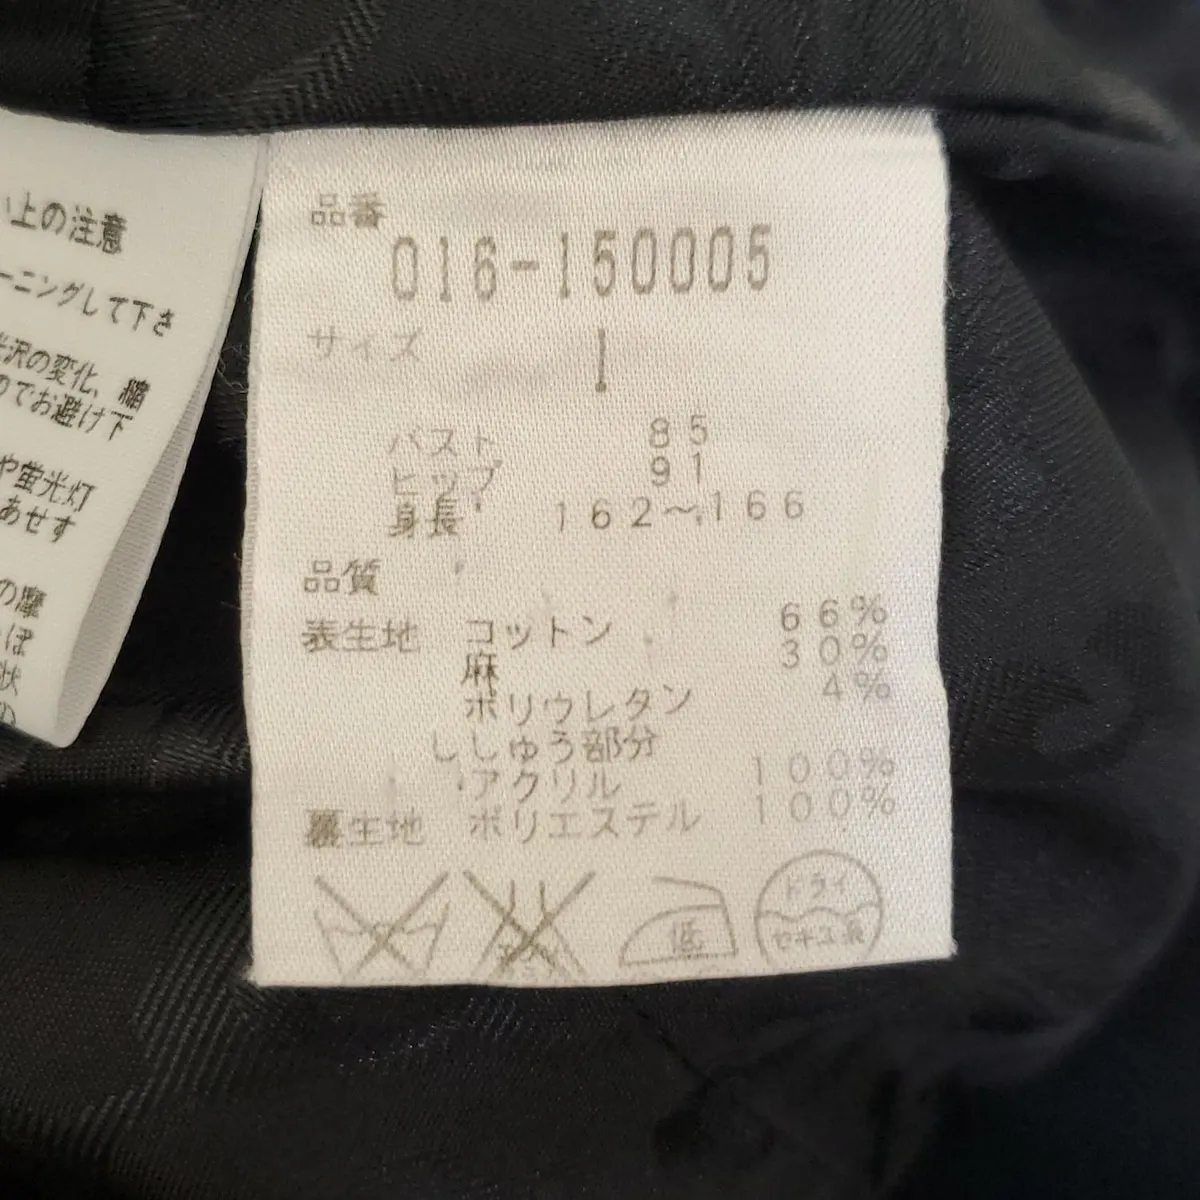 い上の注意
ーニングして下さ
光沢の変化、縮
のでお避け下
や蛍光灯
あせす
の摩
ぽ
状
の
品番
016-150005
サイズ 1
バスト 85
ヒップ 91
身長 162〜166
品質
表生地 コットン 66%
麻 30%
ポリウレタン 4%
ししゅう部分
アクリル 100%
裏生地 ポリエステル 100%
低
ドライ
セキユ系